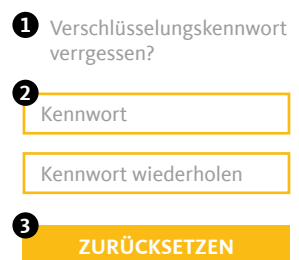 1 Verschlüsselungskennwort
verrgessen?
2
Kennwort
Kennwort wiederholen
3
ZURÜCKSETZEN